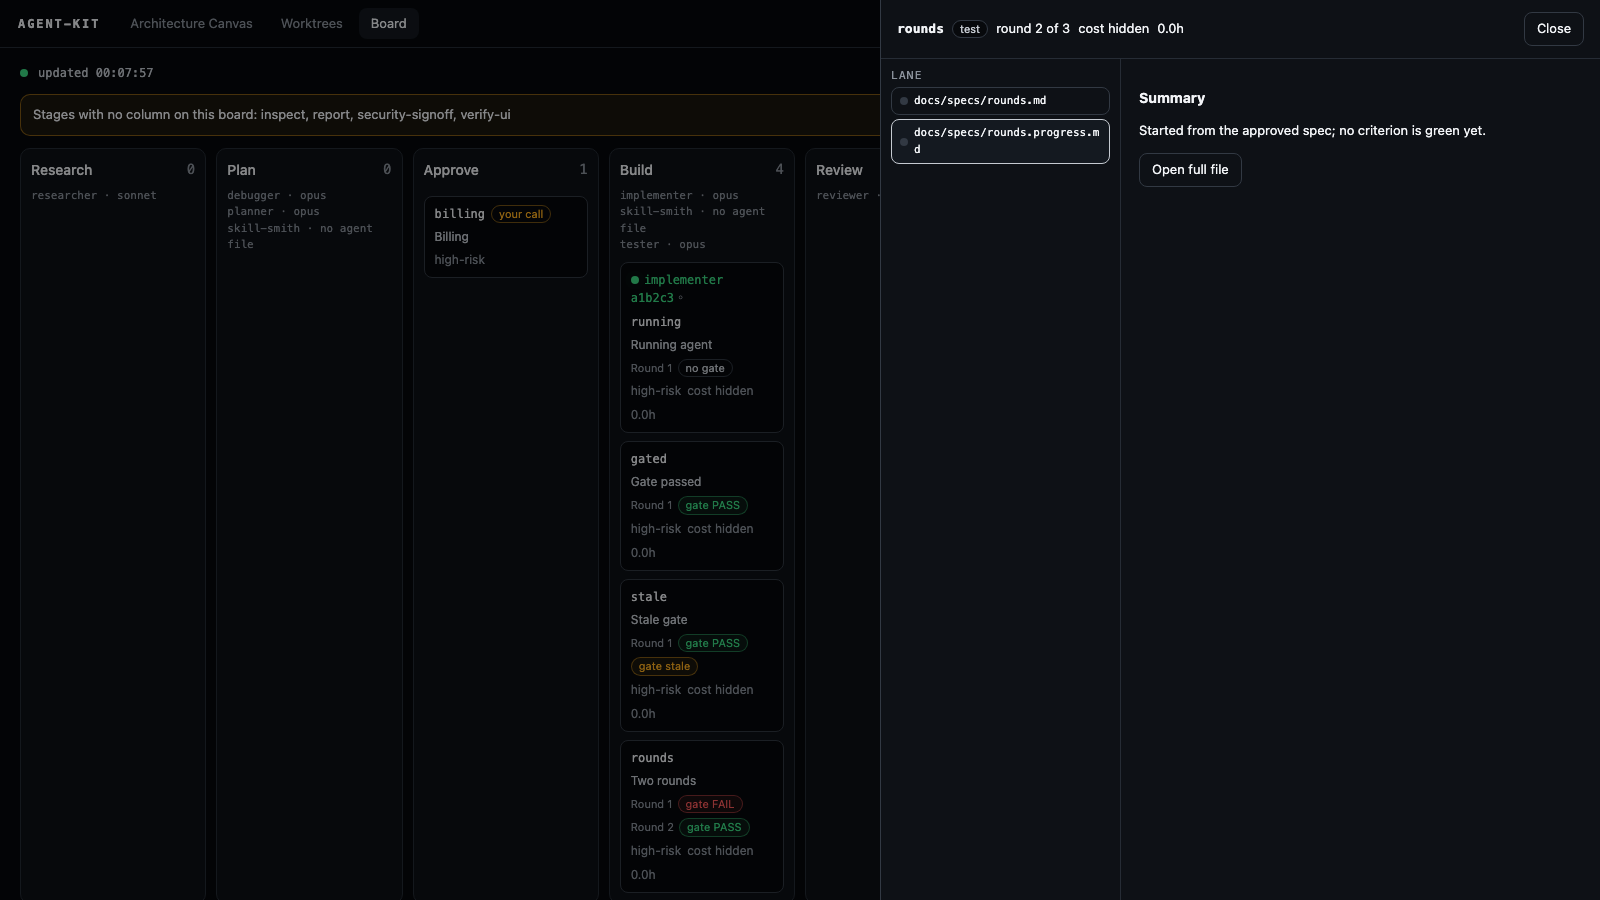 AGENT-KIT
Architecture Canvas
Worktrees
Board
updated 00:07:57
Stages with no column on this board: inspect, report, security-signoff, verify-ui
Research
0
researcher · sonnet
Plan
0
debugger · opus
planner · opus
skill-smith · no agent
file
Approve
1
billing
your call
Billing
high-risk
Build
4
implementer · opus
skill-smith · no agent
file
tester · opus
implementer
a1b2c3
running
Running agent
Round 1
no gate
high-risk cost hidden
0.0h
gated
Gate passed
Round 1
gate PASS
high-risk cost hidden
0.0h
stale
Stale gate
Round 1
gate PASS
gate stale
high-risk cost hidden
0.0h
rounds
Two rounds
Round 1
gate FAIL
Round 2
gate PASS
high-risk cost hidden
0.0h
Review
reviewer ·
rounds
test
round 2 of 3
cost hidden
0.0h
Close
LANE
docs/specs/rounds.md
docs/specs/rounds.progress.m
d
Summary
Started from the approved spec; no criterion is green yet.
Open full file